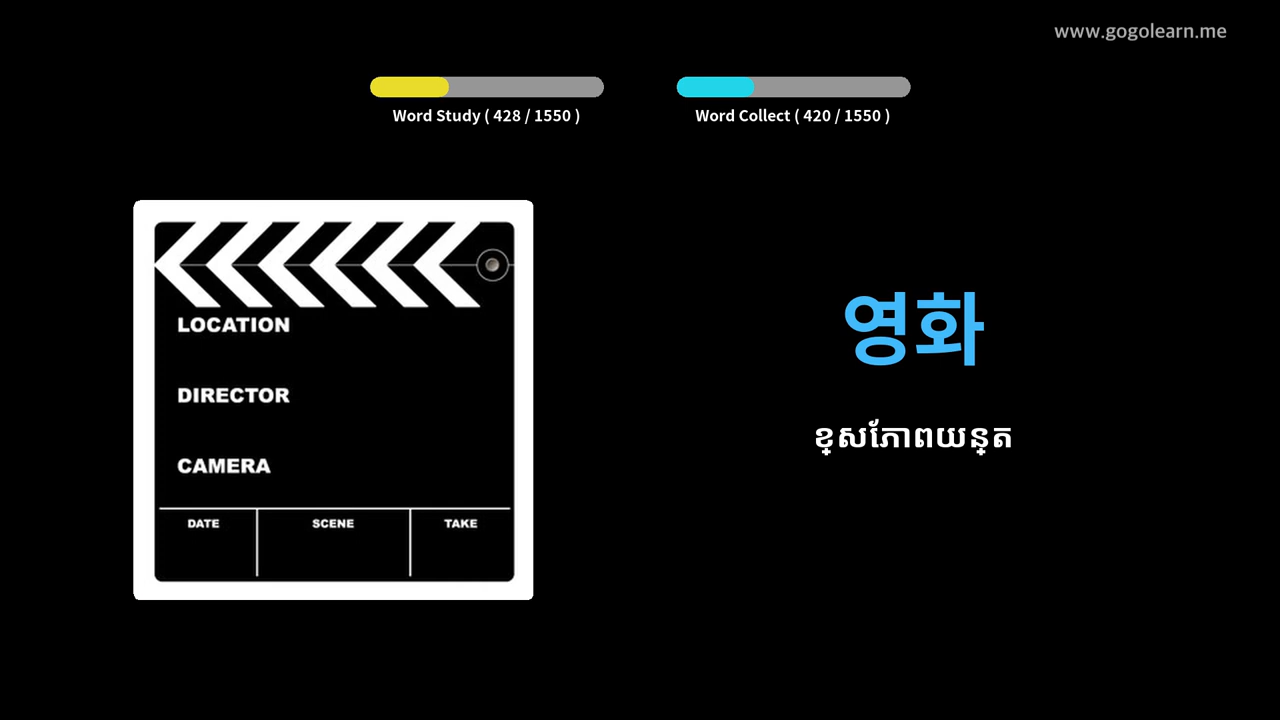 www.gogolearn.me
Word Study ( 428 / 1550 )
Word Collect ( 420 / 1550 )
LOCATION
DIRECTOR
CAMERA
DATE
SCENE
TAKE
영화
ខ្សែភាពយន្ត